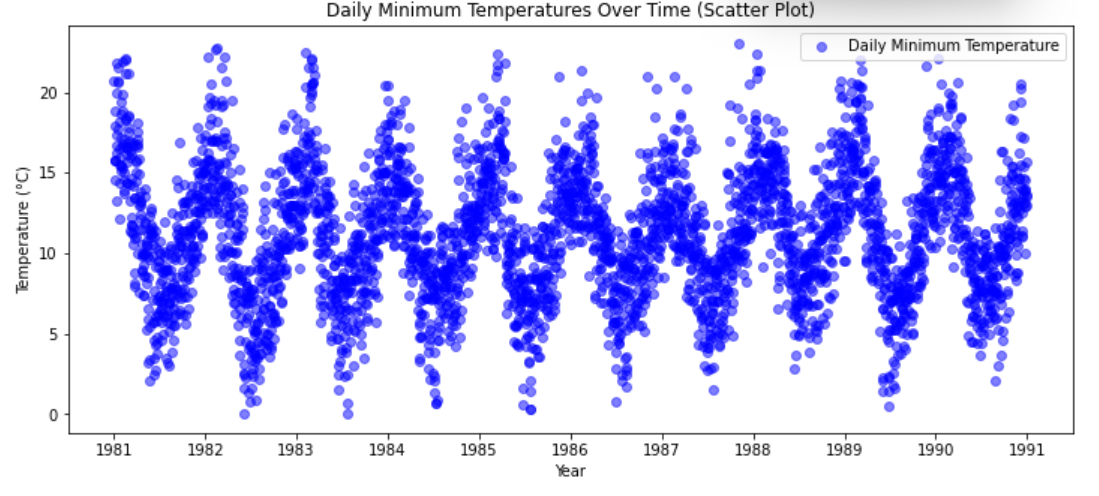 Daily Minimum Temperatures Over Time (Scatter Plot)
Daily Minimum Temperature
Temperature (°C)
20
15
10
5
0
1981 1982 1983 1984 1985 1986 1987 1988 1989 1990 1991
Year